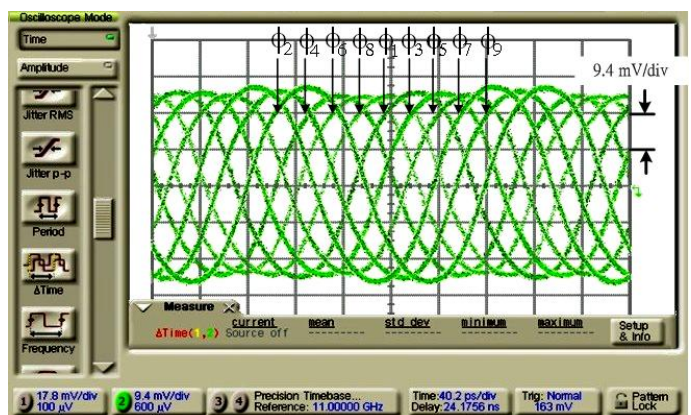 Oscilloscope Mode
Time
Amplitude
Jitter RMS
Jitter p-p
Period
ΔTime
Frequency
ϕ2 ϕ4 ϕ6 ϕ8 ϕ1 ϕ3 ϕ5 ϕ7 ϕ9
9.4 mV/div
Measure
current mean std dev minimum maximum
ΔTime(1,2) Source off --------- --------- --------- ---------
Setup & Info
1 17.8 mV/div 100 µV
2 9.4 mV/div 600 µV
3 4 Precision Timebase... Reference: 11.00000 GHz
Time:40.2 ps/div Delay:24.1756 ns
Trig: Normal 163 mV
Pattern Lock